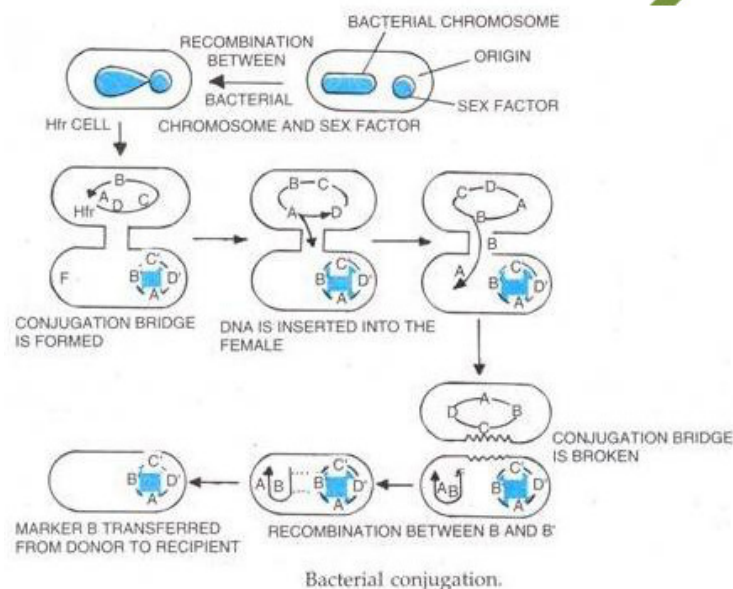 BACTERIAL CHROMOSOME
RECOMBINATION
BETWEEN
BACTERIAL
ORIGIN
SEX FACTOR
Hfr CELL
CHROMOSOME AND SEX FACTOR
B
A
C
D
Hfr
F
C'
B'
D'
A
CONJUGATION BRIDGE
IS FORMED
B
C
A
D
C'
B'
D'
A
DNA IS INSERTED INTO THE
FEMALE
C
D
A
B
B
A
C'
B'
D'
A
A
D
B
C
CONJUGATION BRIDGE
IS BROKEN
A
B
C'
B'
D'
A
RECOMBINATION BETWEEN B AND B'
A
B
C'
B
D'
A
MARKER B TRANSFERRED
FROM DONOR TO RECIPIENT
C'
B'
D'
A
Bacterial conjugation.